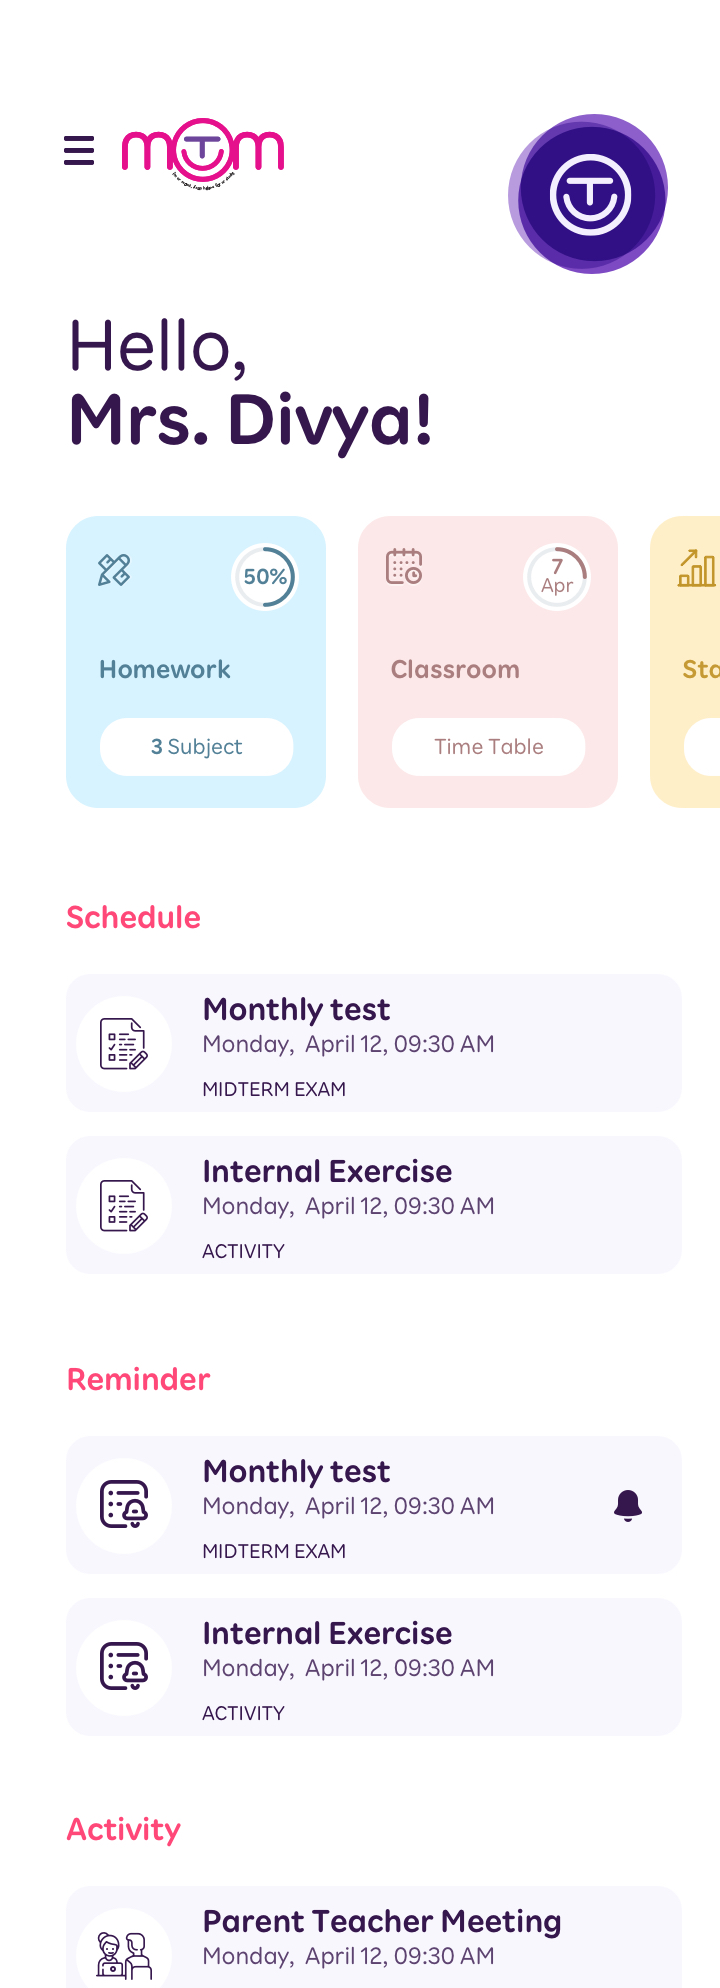 mTm
Hello,
Mrs. Divya!
50%
Homework
3 Subject
7
Apr
Classroom
Time Table
Schedule
Monthly test
Monday, April 12, 09:30 AM
MIDTERM EXAM
Internal Exercise
Monday, April 12, 09:30 AM
ACTIVITY
Reminder
Monthly test
Monday, April 12, 09:30 AM
MIDTERM EXAM
Internal Exercise
Monday, April 12, 09:30 AM
ACTIVITY
Activity
Parent Teacher Meeting
Monday, April 12, 09:30 AM